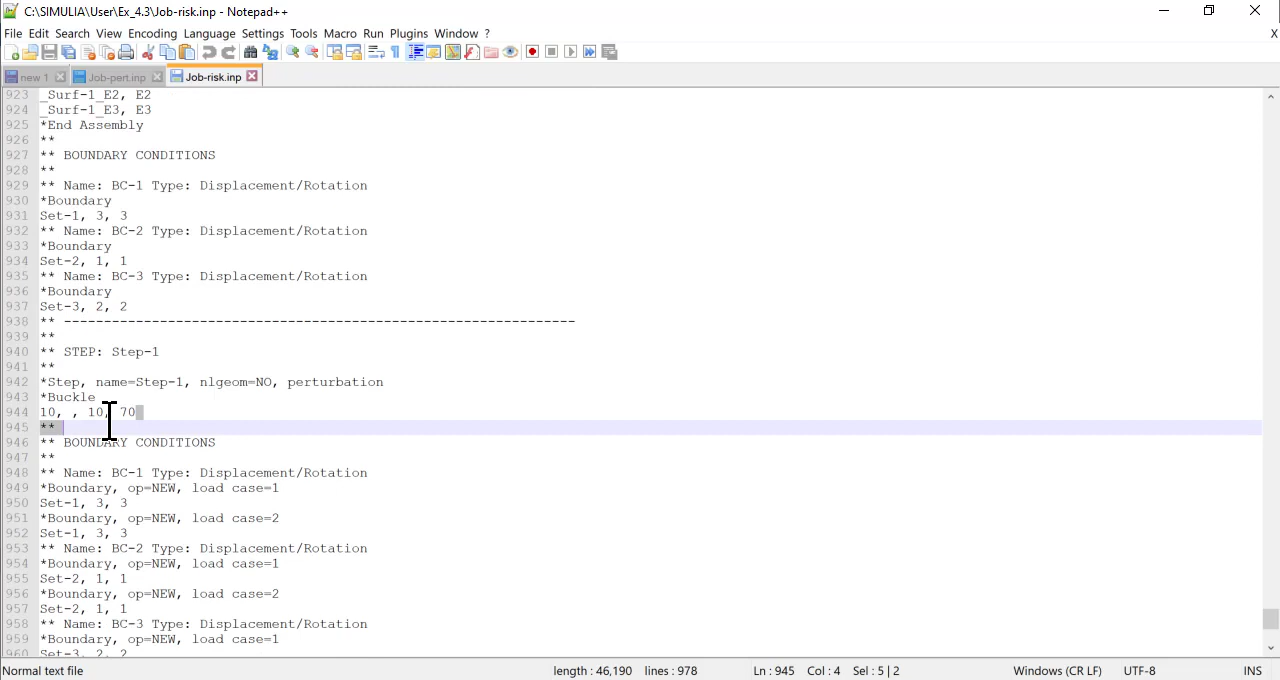 C:\SIMULIA\User\Ex_4.3\Job-risk.inp - Notepad++
File Edit Search View Encoding Language Settings Tools Macro Run Plugins Window ? X
new 1 Job-pert.inp Job-risk.inp
923 _Surf-1_E2, E2
924 _Surf-1_E3, E3
925 *End Assembly
926 **
927 ** BOUNDARY CONDITIONS
928 **
929 ** Name: BC-1 Type: Displacement/Rotation
930 *Boundary
931 Set-1, 3, 3
932 ** Name: BC-2 Type: Displacement/Rotation
933 *Boundary
934 Set-2, 1, 1
935 ** Name: BC-3 Type: Displacement/Rotation
936 *Boundary
937 Set-3, 2, 2
938 ** ----------------------------------------------------------------
939 **
940 ** STEP: Step-1
941 **
942 *Step, name=Step-1, nlgeom=NO, perturbation
943 *Buckle
944 10, , 10, 70
945 **
946 ** BOUNDARY CONDITIONS
947 **
948 ** Name: BC-1 Type: Displacement/Rotation
949 *Boundary, op=NEW, load case=1
950 Set-1, 3, 3
951 *Boundary, op=NEW, load case=2
952 Set-1, 3, 3
953 ** Name: BC-2 Type: Displacement/Rotation
954 *Boundary, op=NEW, load case=1
955 Set-2, 1, 1
956 *Boundary, op=NEW, load case=2
957 Set-2, 1, 1
958 ** Name: BC-3 Type: Displacement/Rotation
959 *Boundary, op=NEW, load case=1
960 Set-3, 2, 2
Normal text file length : 46,190 lines : 978 Ln : 945 Col : 4 Sel : 5 | 2 Windows (CR LF) UTF-8 INS